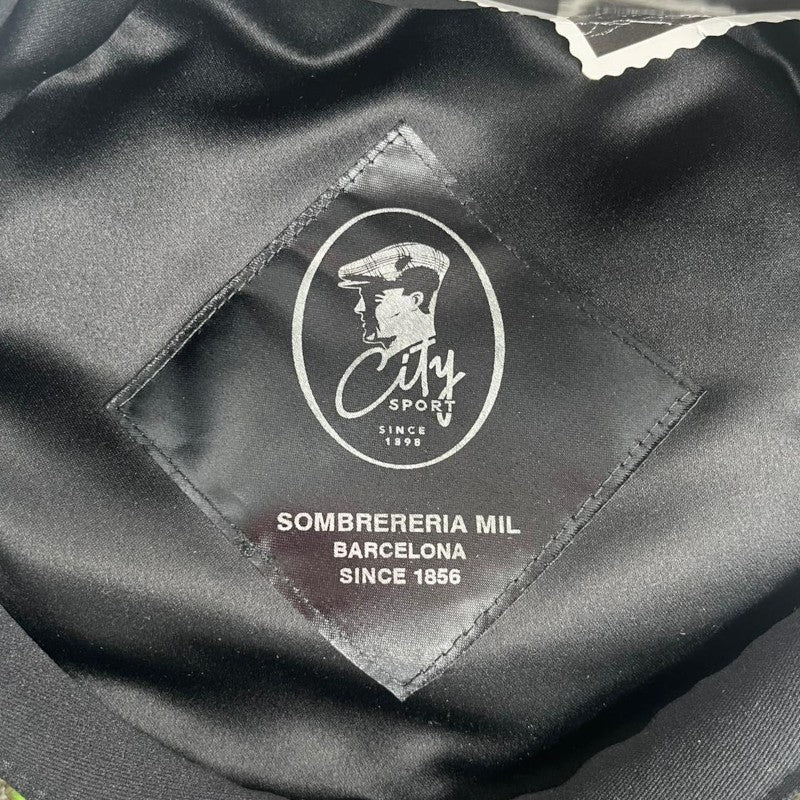 City
SPORT
SINCE
1898
SOMBRERERIA MIL
BARCELONA
SINCE 1856